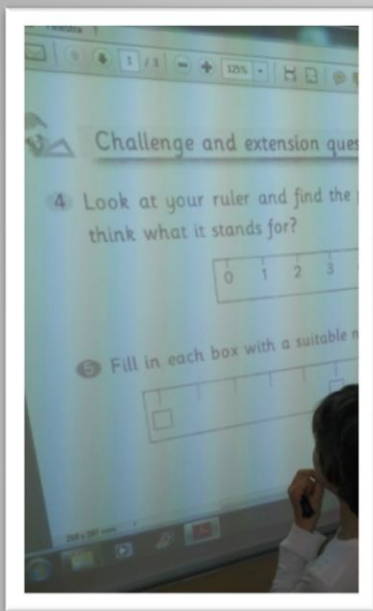 1 / 3 125%
Challenge and extension ques
4 Look at your ruler and find the
think what it stands for?
0 1 2 3
5 Fill in each box with a suitable n